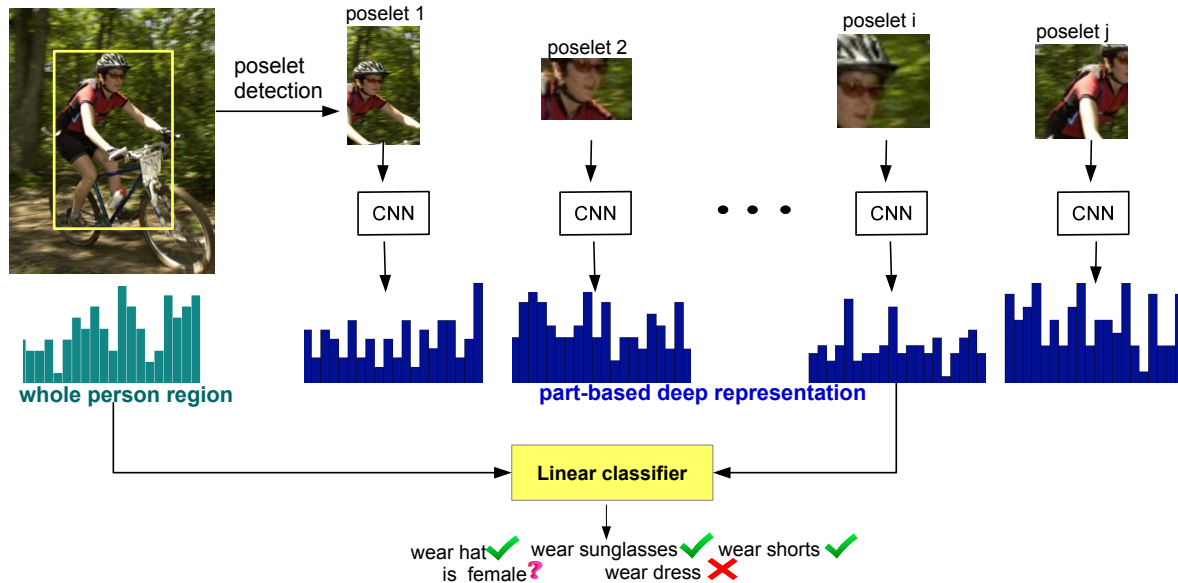 poselet 1
poselet 2
poselet i
poselet j
poselet
detection
CNN
CNN
CNN
CNN
whole person region
part-based deep representation
Linear classifier
wear hat
wear sunglasses
wear shorts
is female?
wear dress